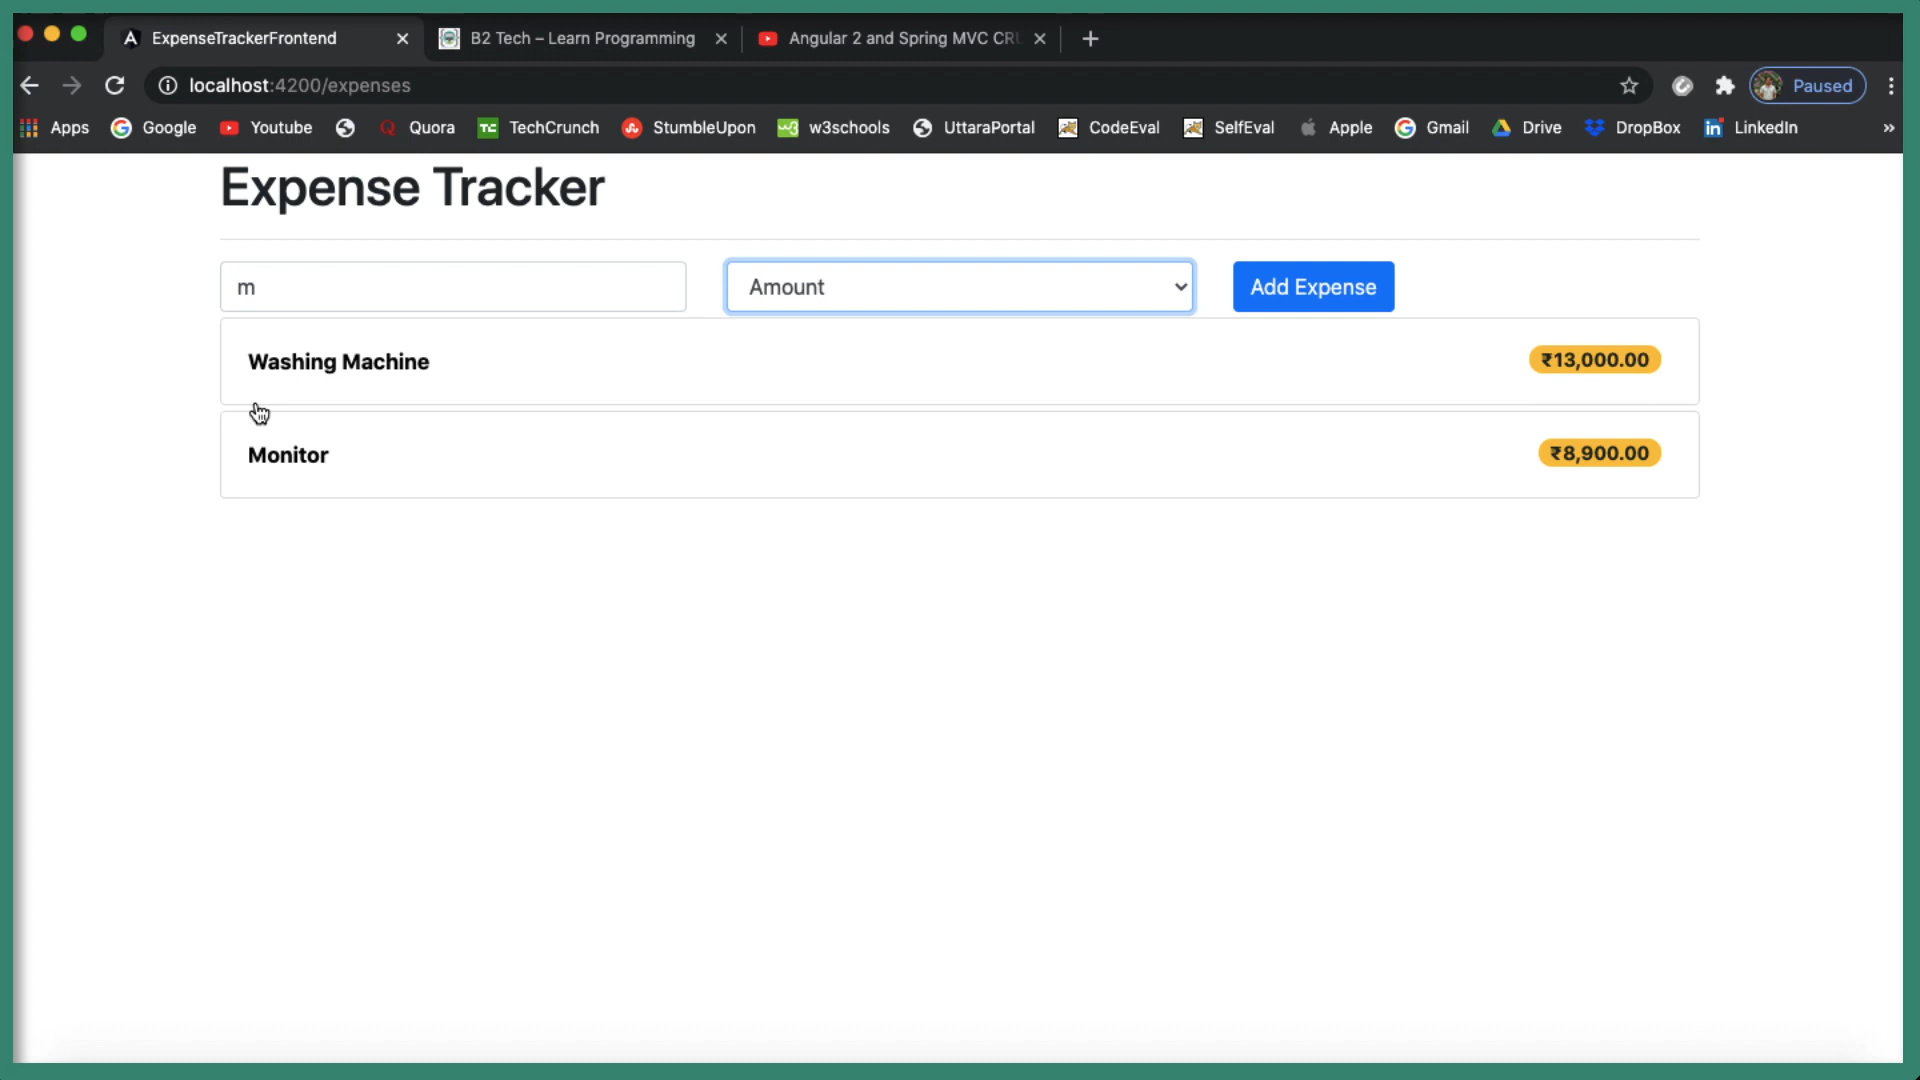 ExpenseTrackerFrontend
B2 Tech – Learn Programming
Angular 2 and Spring MVC CRU
localhost:4200/expenses
Paused
Apps
Google
Youtube
Quora
TechCrunch
StumbleUpon
w3schools
UttaraPortal
CodeEval
SelfEval
Apple
Gmail
Drive
DropBox
LinkedIn
»
Expense Tracker
m
Amount
Add Expense
Washing Machine
₹13,000.00
Monitor
₹8,900.00